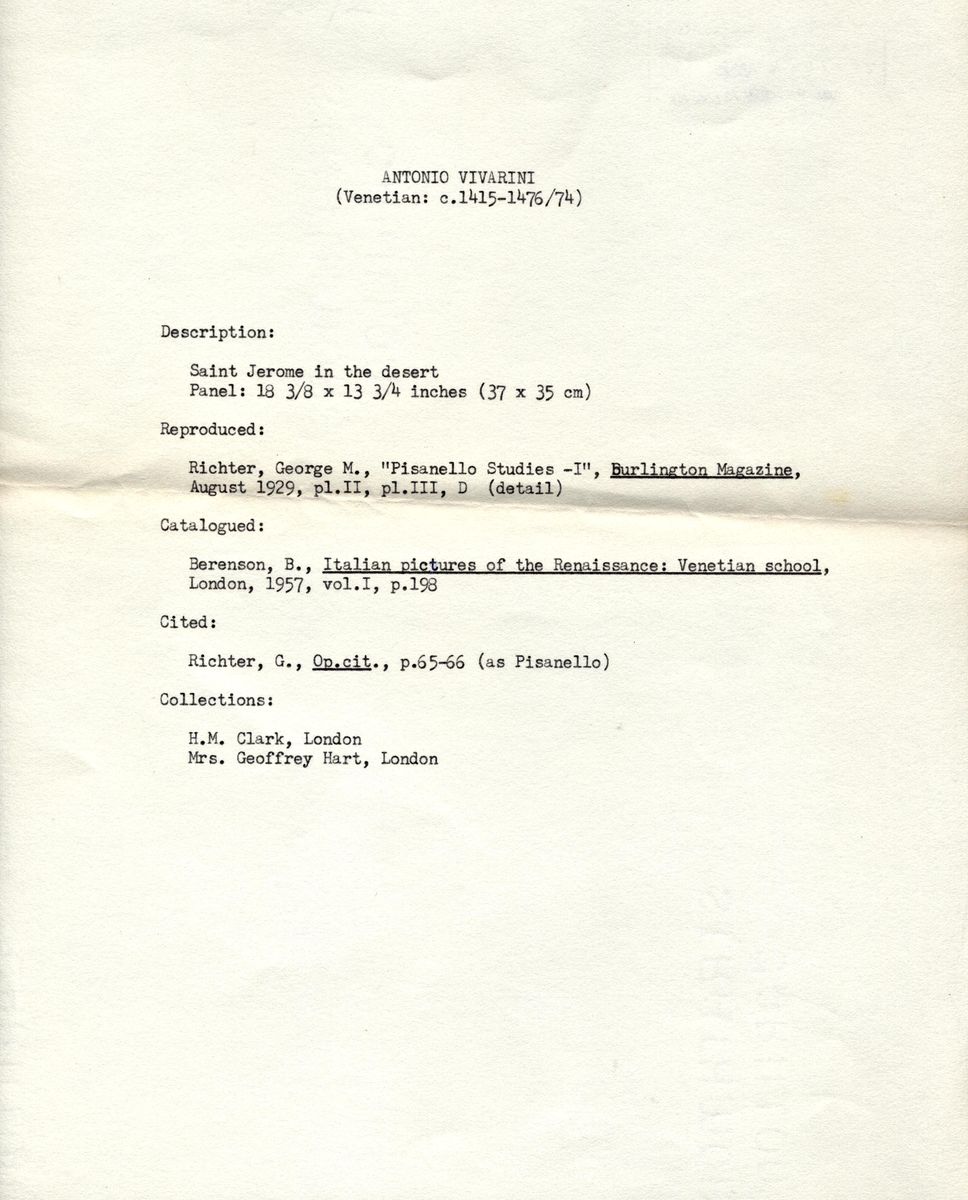 ANTONIO VIVARINI
(Venetian: c.1415-1476/74)
Description:
Saint Jerome in the desert
Panel: 18 3/8 x 13 3/4 inches (37 x 35 cm)
Reproduced:
Richter, George M., "Pisanello Studies -I", Burlington Magazine,
August 1929, pl.II, pl.III, D (detail)
Catalogued:
Berenson, B., Italian pictures of the Renaissance: Venetian school,
London, 1957, vol.I, p.198
Cited:
Richter, G., Op.cit., p.65-66 (as Pisanello)
Collections:
H.M. Clark, London
Mrs. Geoffrey Hart, London